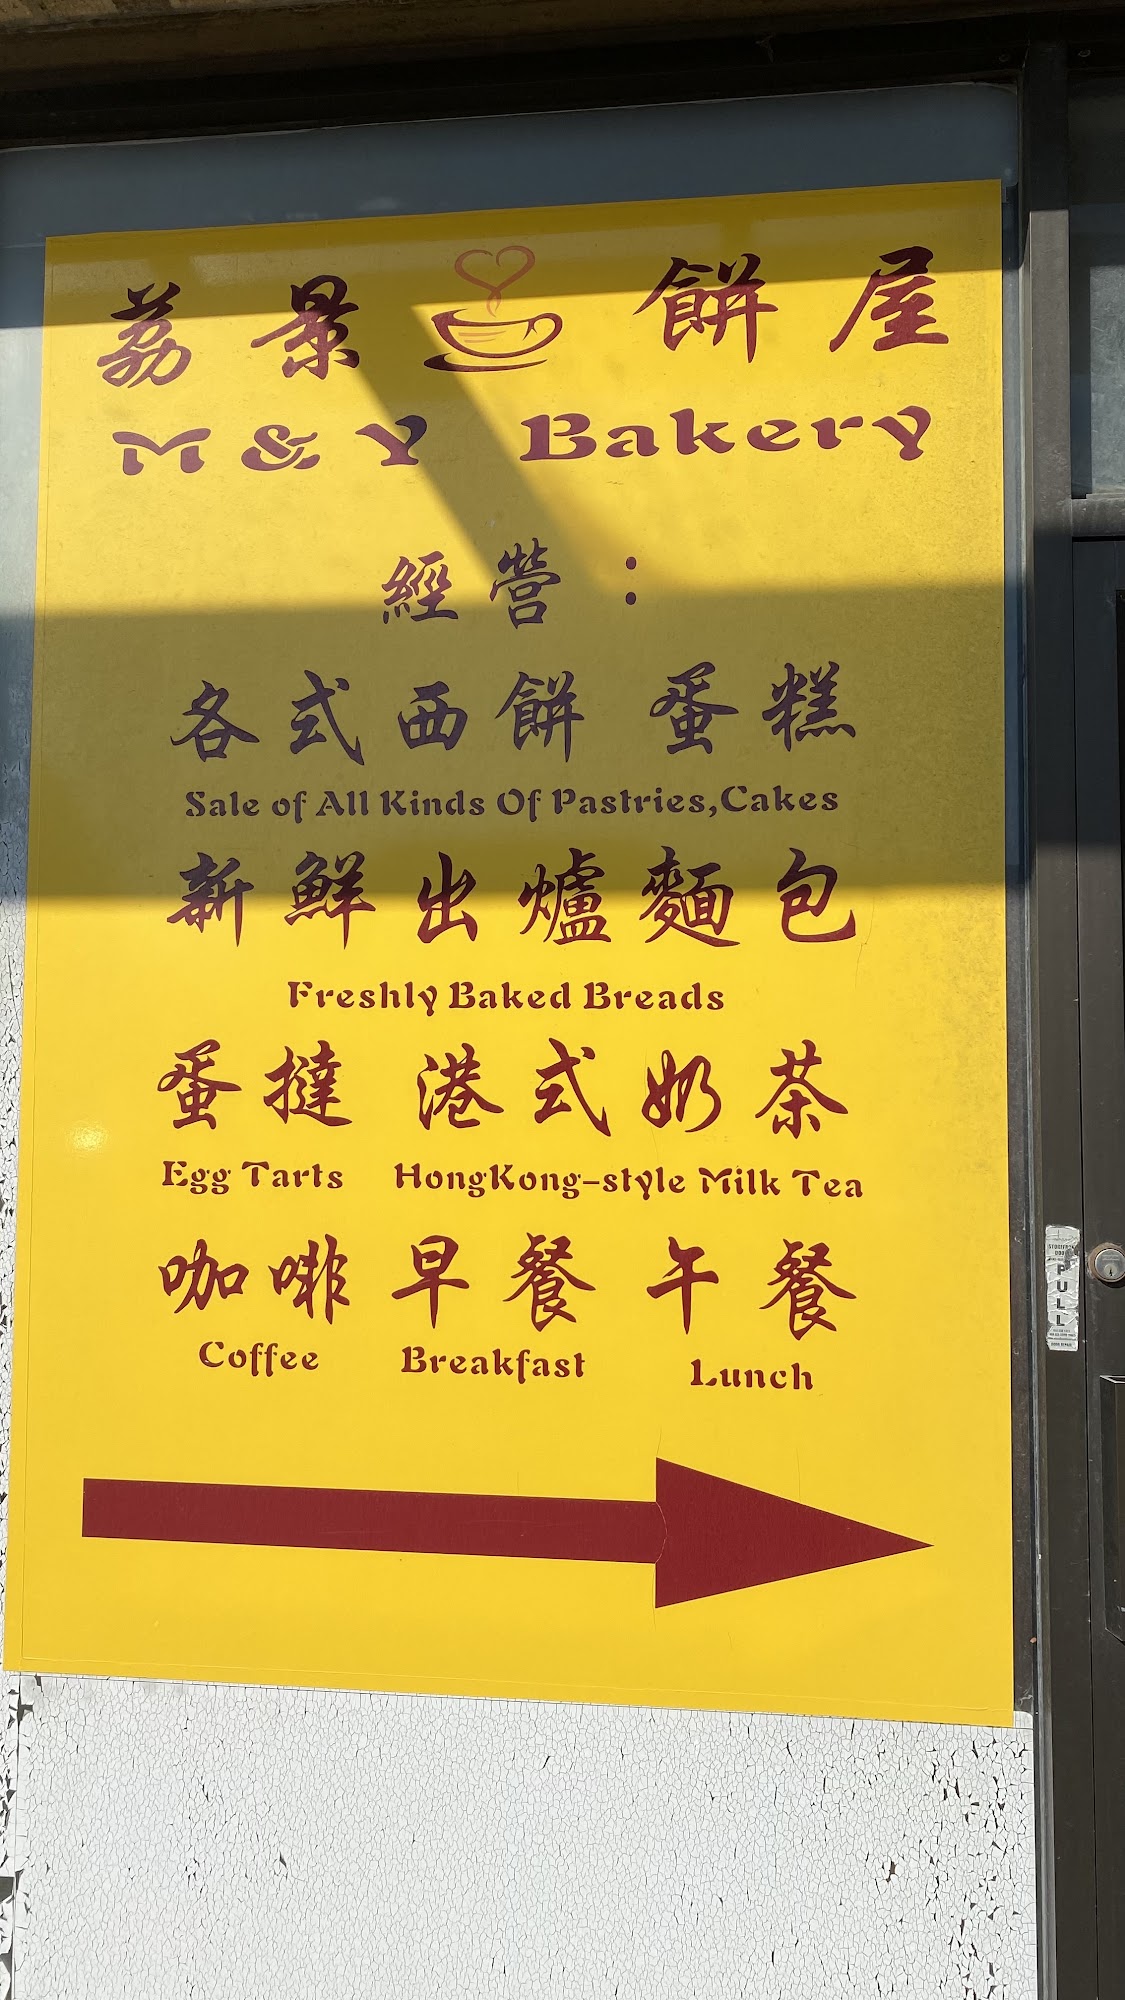 荔景 餅屋
M & Y Bakery
經營：
各式西餅 蛋糕
Sale of All Kinds Of Pastries,Cakes
新鮮出爐麵包
Freshly Baked Breads
蛋撻 港式奶茶
Egg Tarts HongKong-style Milk Tea
咖啡 早餐 午餐
Coffee Breakfast Lunch
PULL